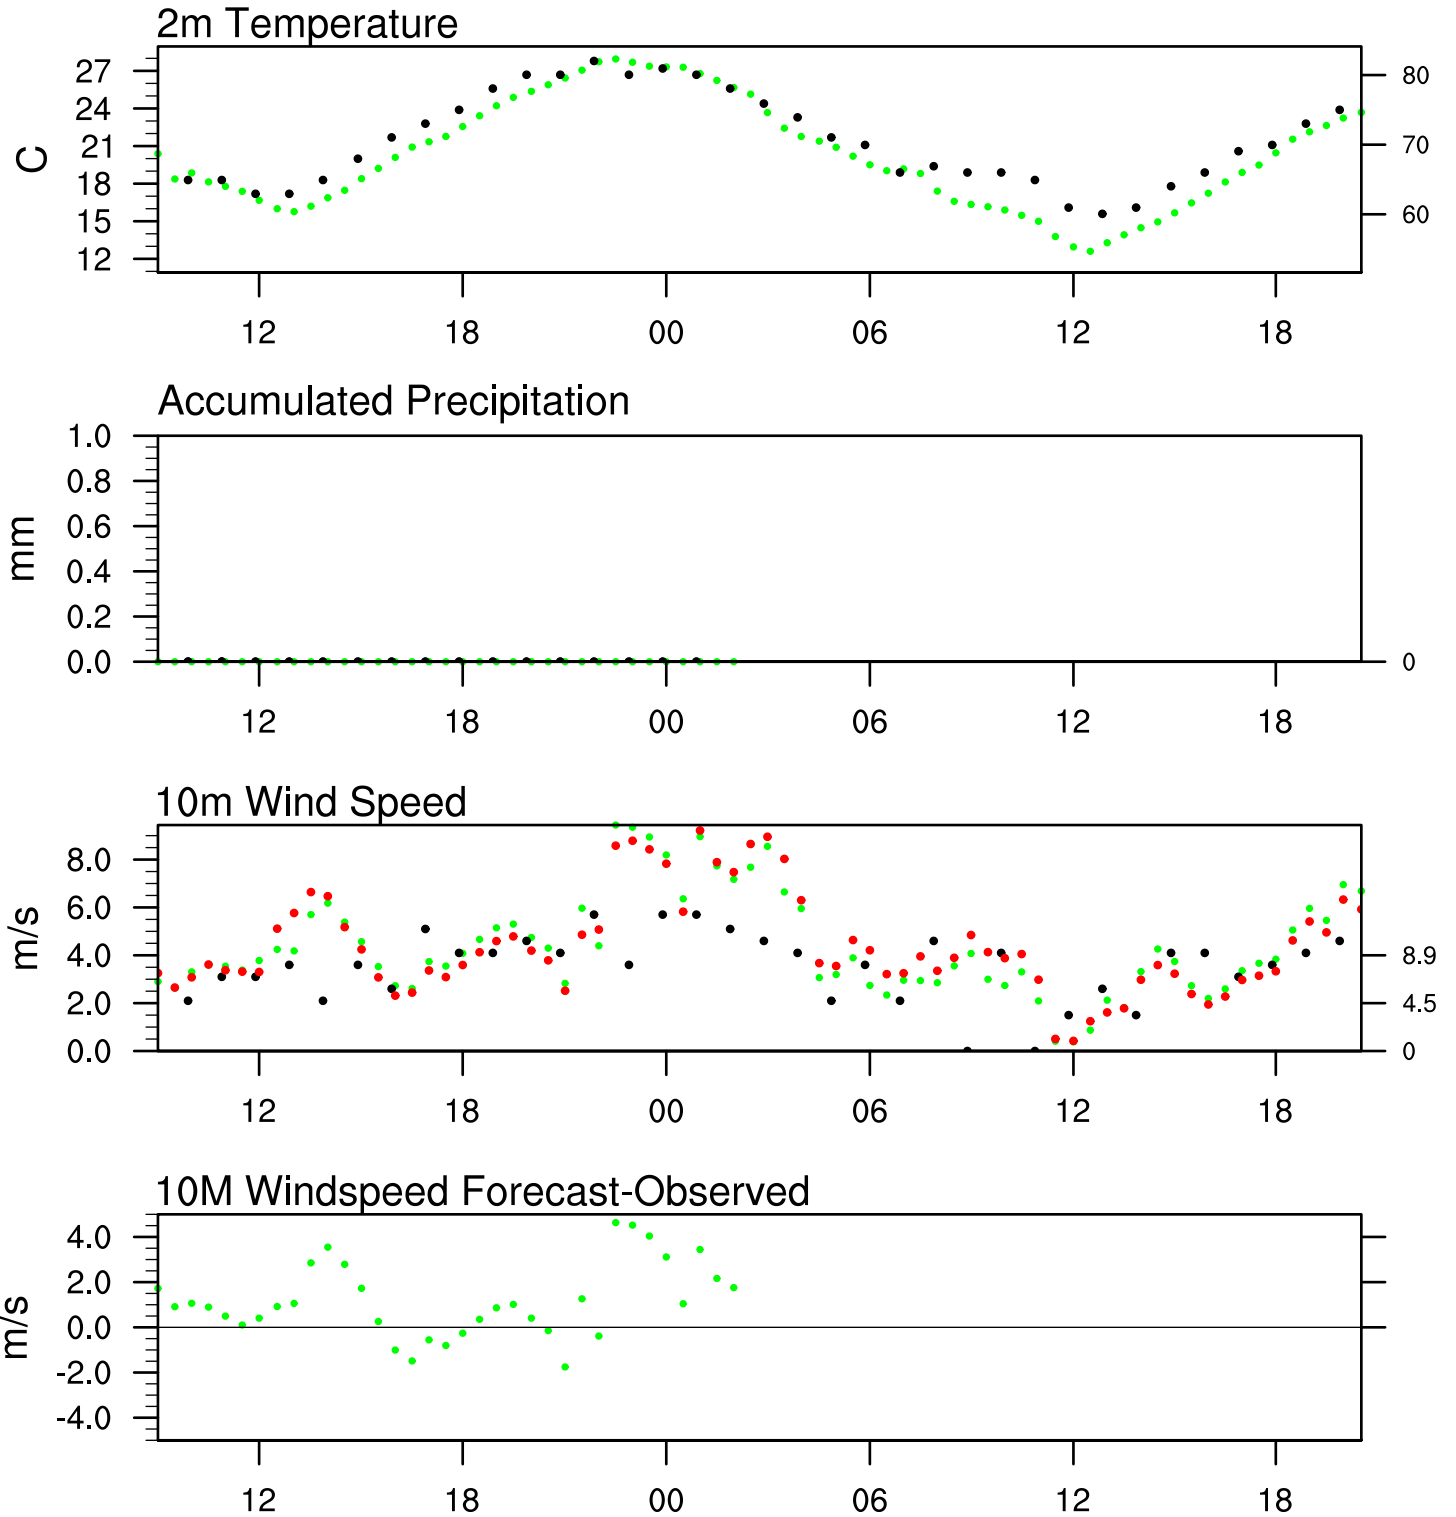 2m Temperature
27
24
21
18
15
12
C
80
70
60
12 18 00 06 12 18
Accumulated Precipitation
1.0
0.8
0.6
0.4
0.2
0.0
mm
0
12 18 00 06 12 18
10m Wind Speed
8.0
6.0
4.0
2.0
0.0
m/s
8.9
4.5
0
12 18 00 06 12 18
10M Windspeed Forecast-Observed
4.0
2.0
0.0
-2.0
-4.0
m/s
12 18 00 06 12 18